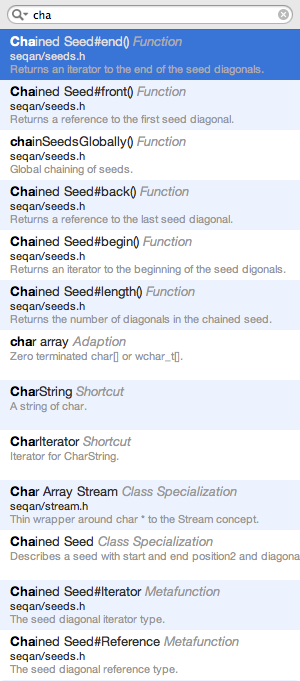 cha
Chained Seed#end() Function
seqan/seeds.h
Returns an iterator to the end of the seed diagonals.
Chained Seed#front() Function
seqan/seeds.h
Returns a reference to the first seed diagonal.
chainSeedsGlobally() Function
seqan/seeds.h
Global chaining of seeds.
Chained Seed#back() Function
seqan/seeds.h
Returns a reference to the last seed diagonal.
Chained Seed#begin() Function
seqan/seeds.h
Returns an iterator to the beginning of the seed digonals.
Chained Seed#length() Function
seqan/seeds.h
Returns the number of diagonals in the chained seed.
char array Adaption
Zero terminated char[] or wchar_t[].
CharString Shortcut
A string of char.
CharIterator Shortcut
Iterator for CharString.
Char Array Stream Class Specialization
seqan/stream.h
Thin wrapper around char * to the Stream concept.
Chained Seed Class Specialization
Describes a seed with start and end position2 and diagona
Chained Seed#Iterator Metafunction
seqan/seeds.h
The seed diagonal iterator type.
Chained Seed#Reference Metafunction
seqan/seeds.h
The seed diagonal reference type.